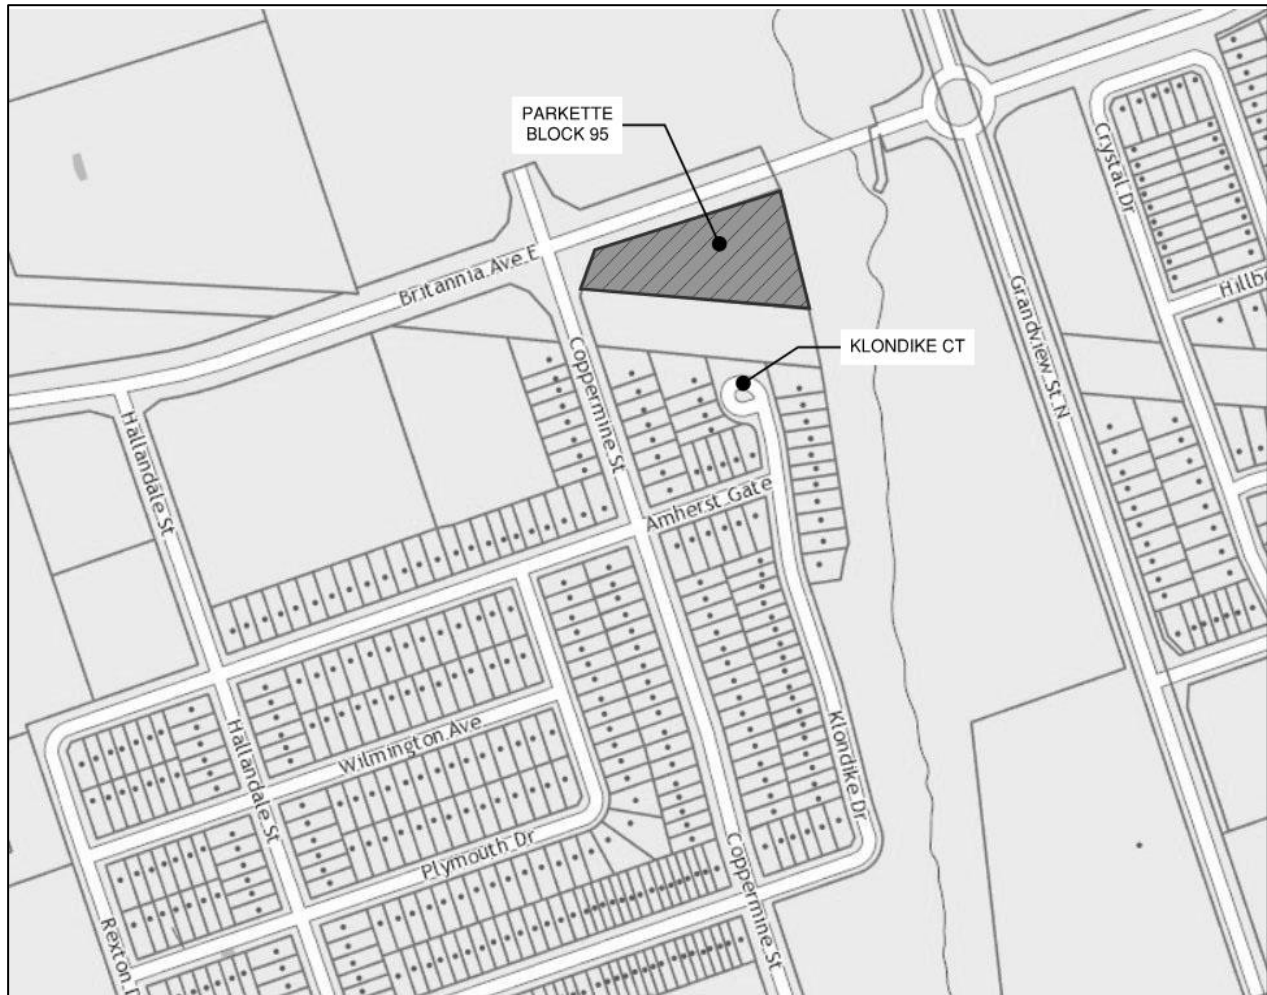 PARKETTE
BLOCK 95
Crystal Dr
Britannia Ave E
Hillb
Grandview St N
KLONDIKE CT
Coppermine St
Hallandale St
Amherst Gate
Klondike Dr
Hallandale St
Wilmington Ave
Plymouth Dr
Coppermine St
Rexton